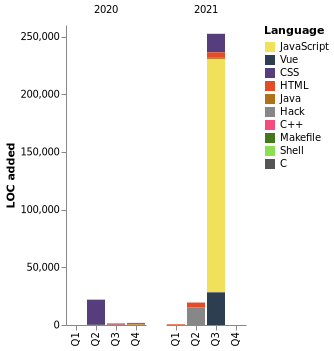 2020
2021
LOC added
250,000
200,000
150,000
100,000
50,000
0
Q1
Q2
Q3
Q4
Q1
Q2
Q3
Q4
Language
JavaScript
Vue
CSS
HTML
Java
Hack
C++
Makefile
Shell
C